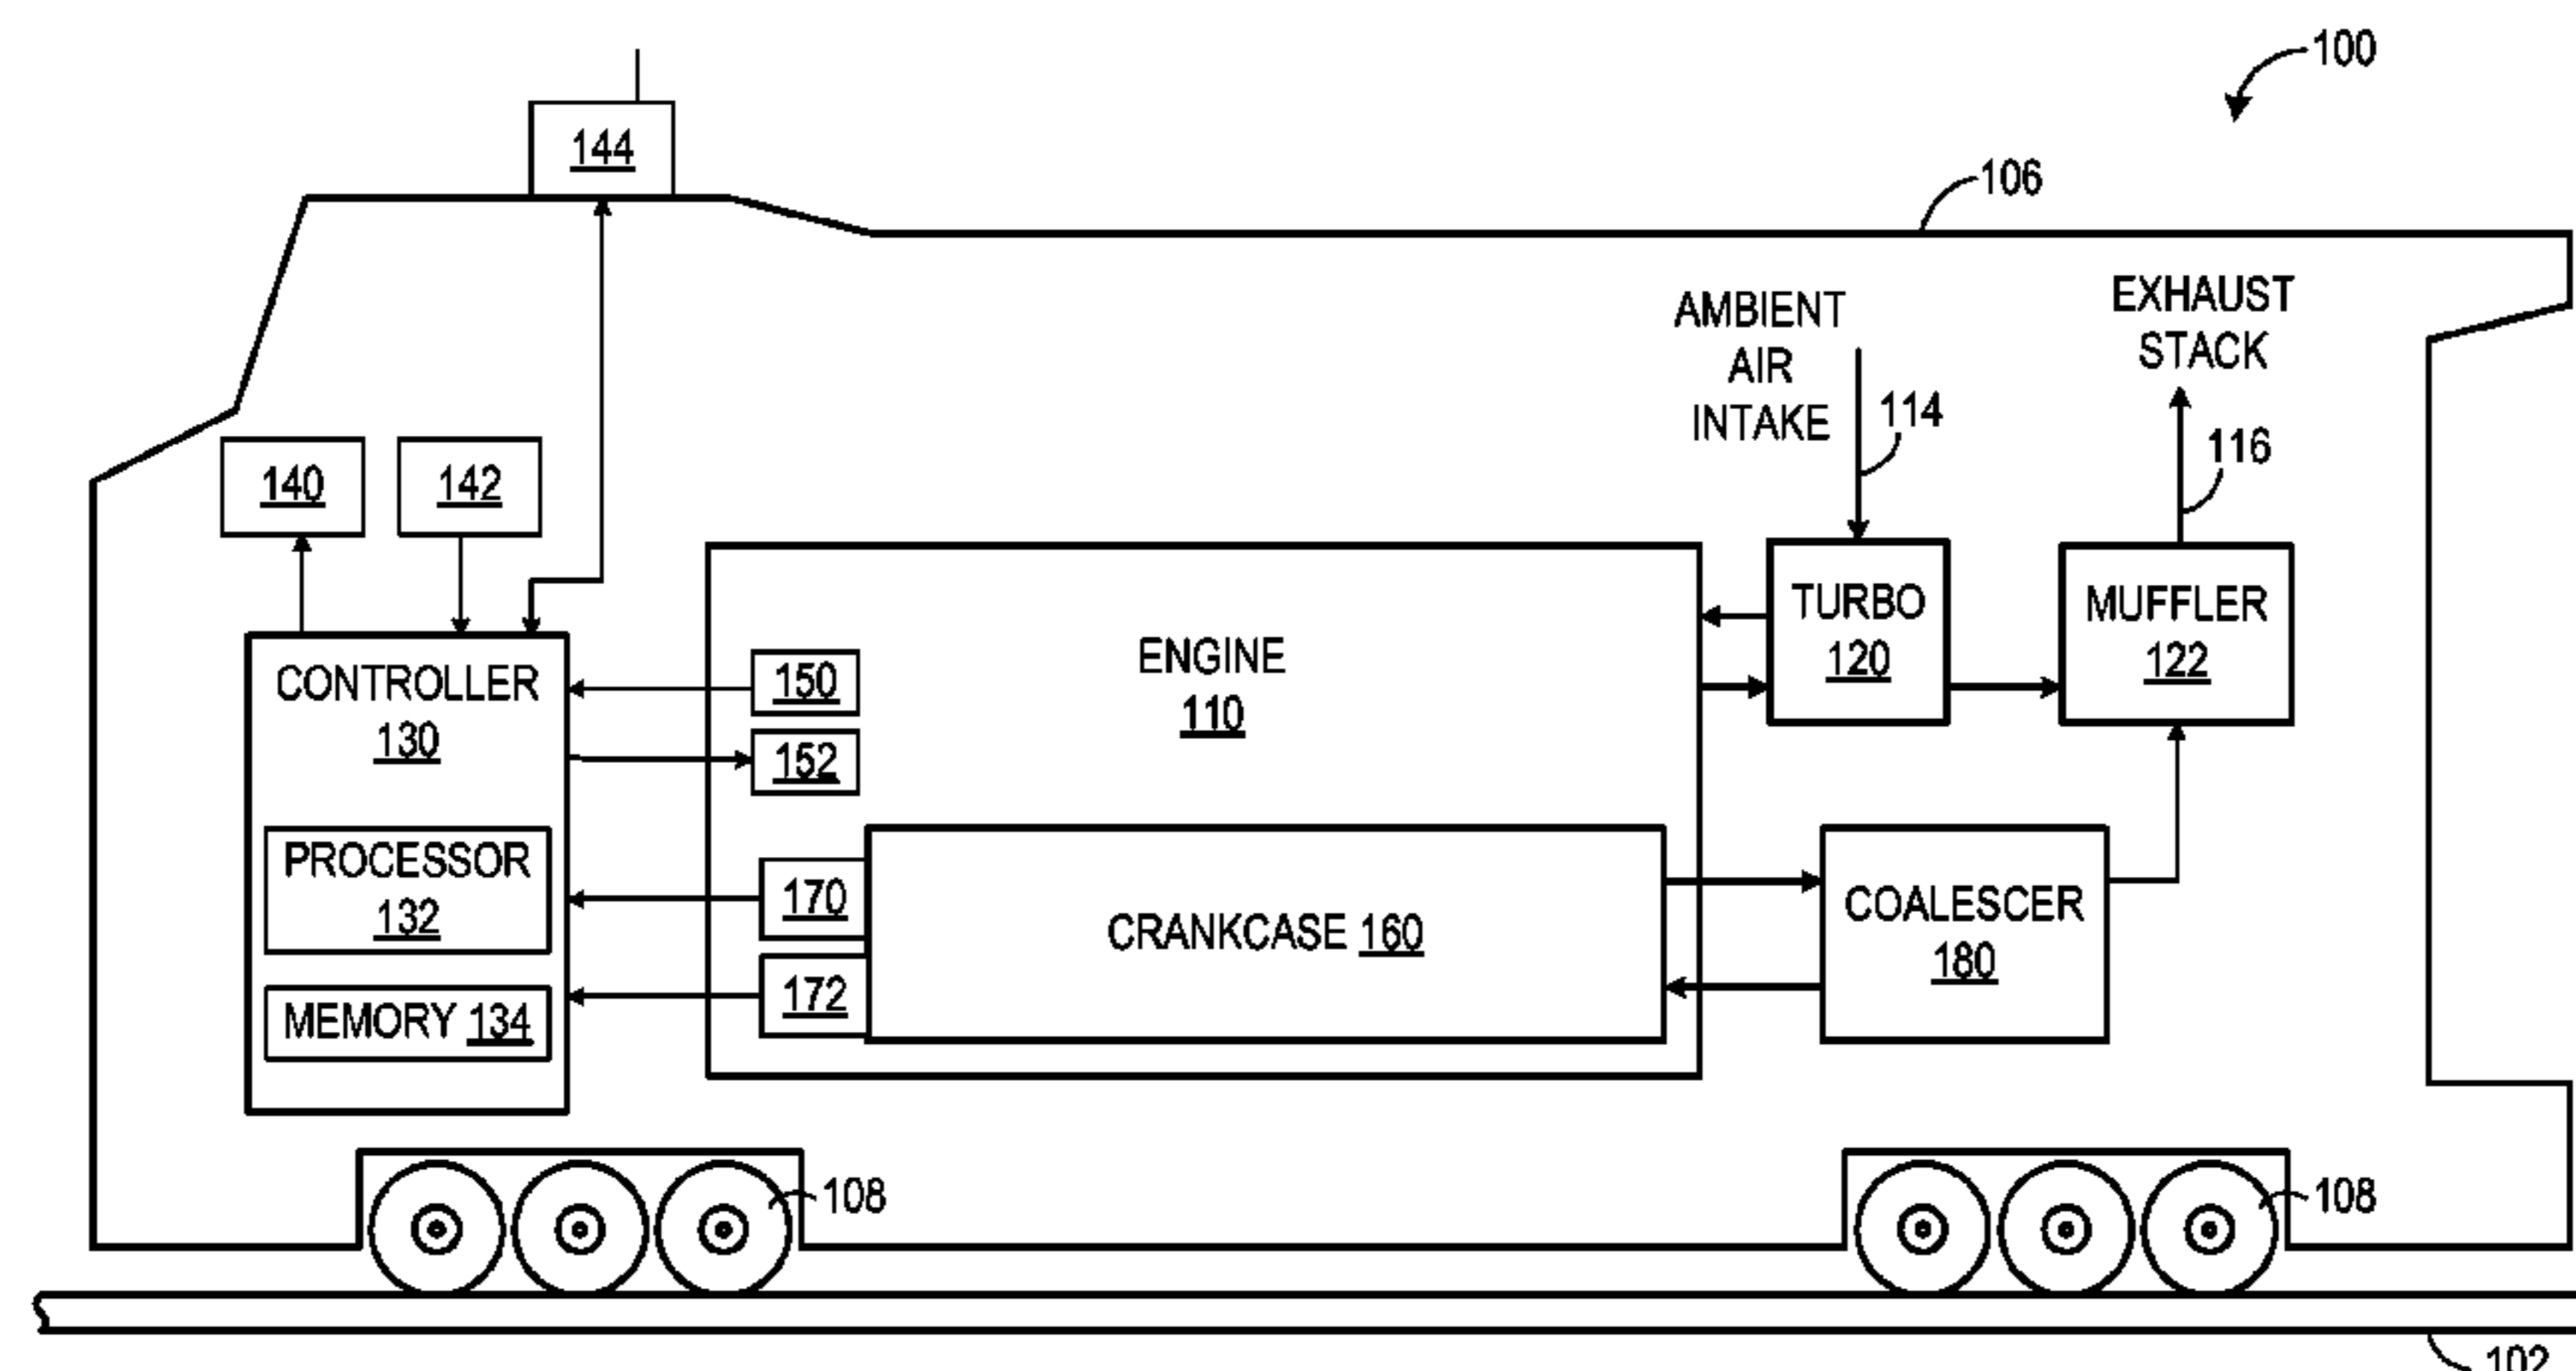 100
144
106
AMBIENT
AIR
INTAKE
114
EXHAUST
STACK
116
140
142
CONTROLLER
130
PROCESSOR
132
MEMORY 134
150
152
ENGINE
110
170
172
CRANKCASE 160
TURBO
120
MUFFLER
122
COALESCER
180
108
108
102